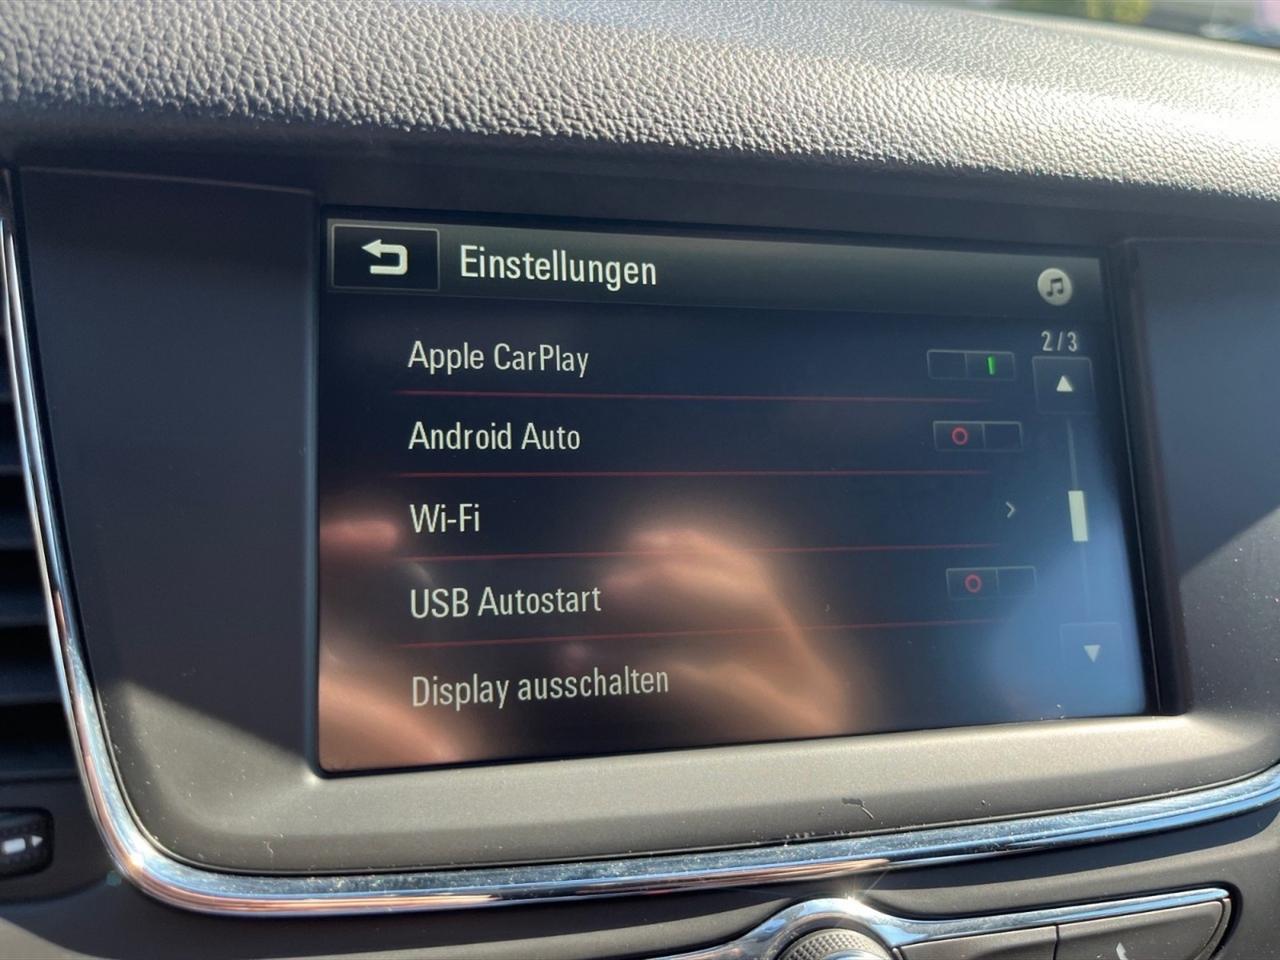 Einstellungen
2/3
Apple CarPlay
Android Auto
Wi-Fi
USB Autostart
Display ausschalten